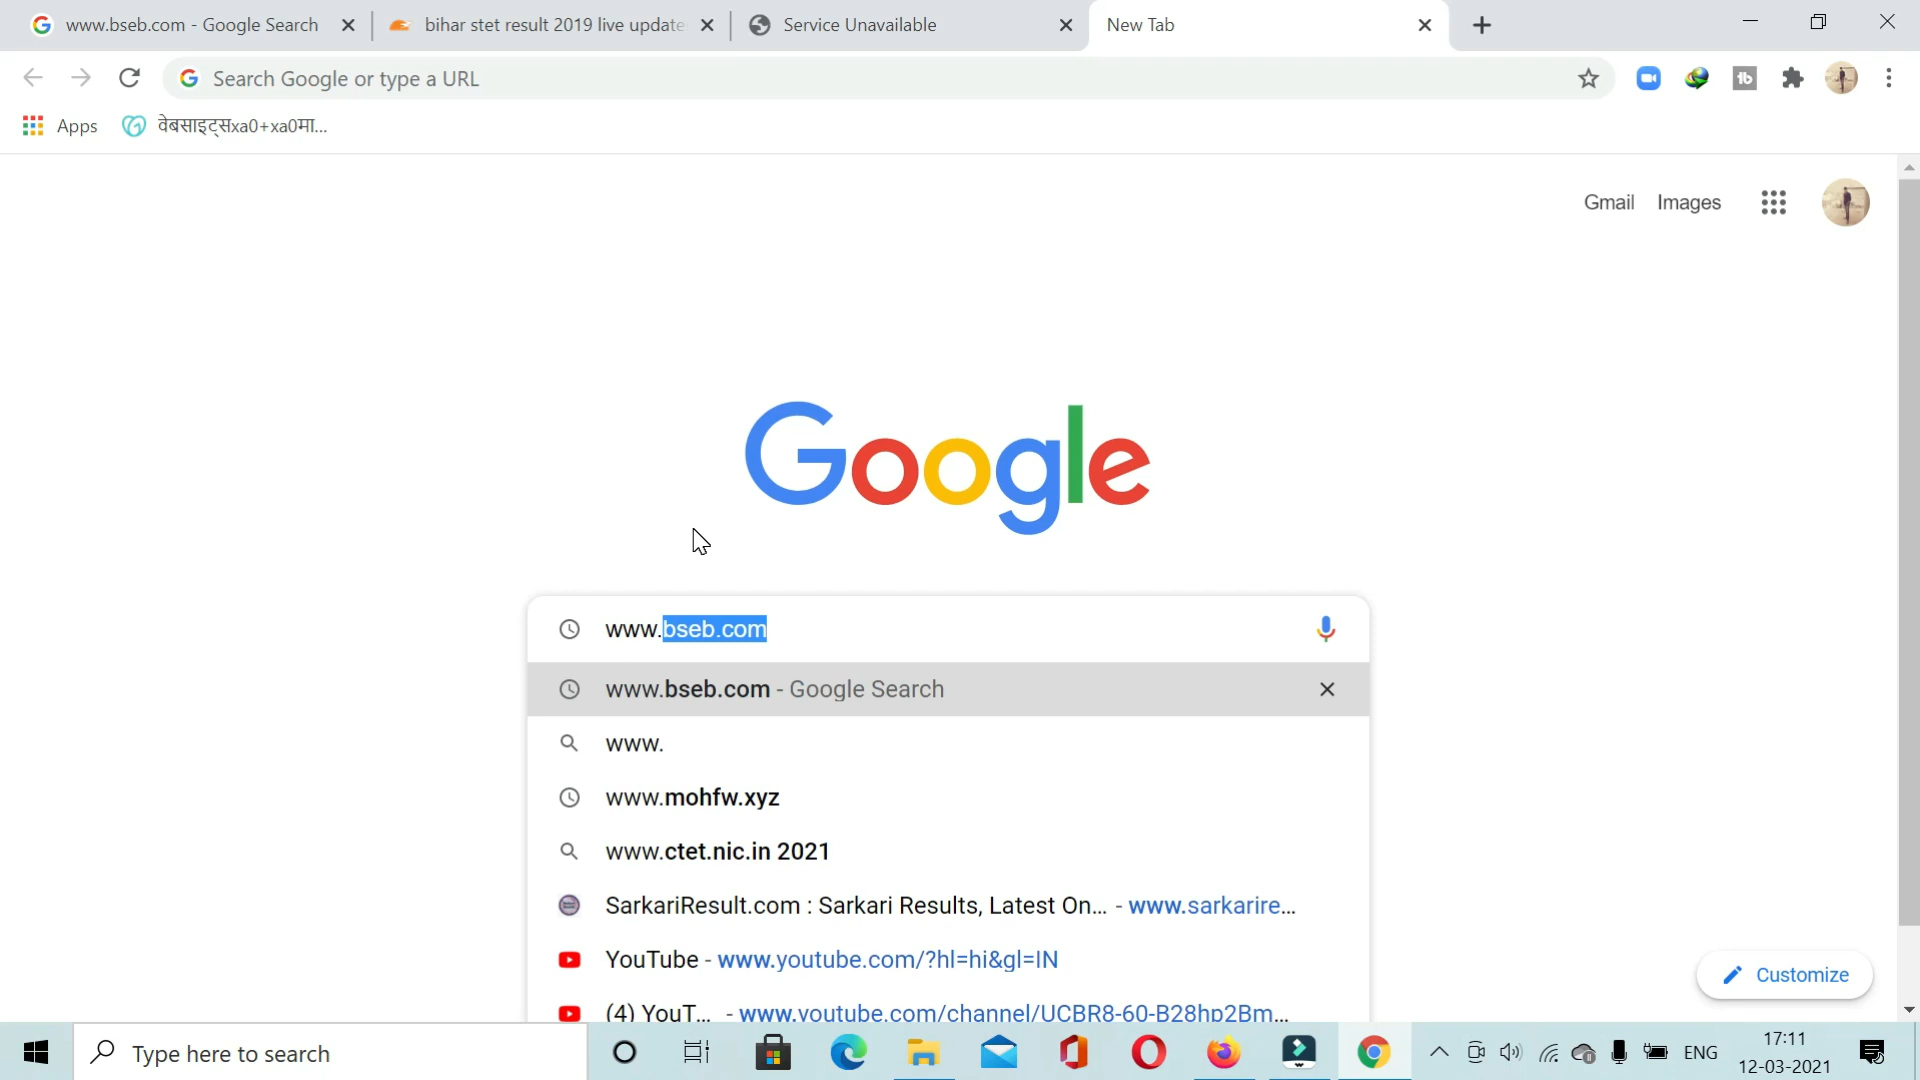 www.bseb.com - Google Search
bihar stet result 2019 live update
Service Unavailable
New Tab
Search Google or type a URL
Apps
वेबसाइट्सxa0+xa0मा...
Gmail
Images
Google
www.bseb.com
www.bseb.com - Google Search
www.
www.mohfw.xyz
www.ctet.nic.in 2021
SarkariResult.com : Sarkari Results, Latest On... - www.sarkarire...
YouTube - www.youtube.com/?hl=hi&gl=IN
(4) YouT... - www.youtube.com/channel/UCBR8-60-B28hp2Bm...
Customize
Type here to search
ENG
17:11
12-03-2021